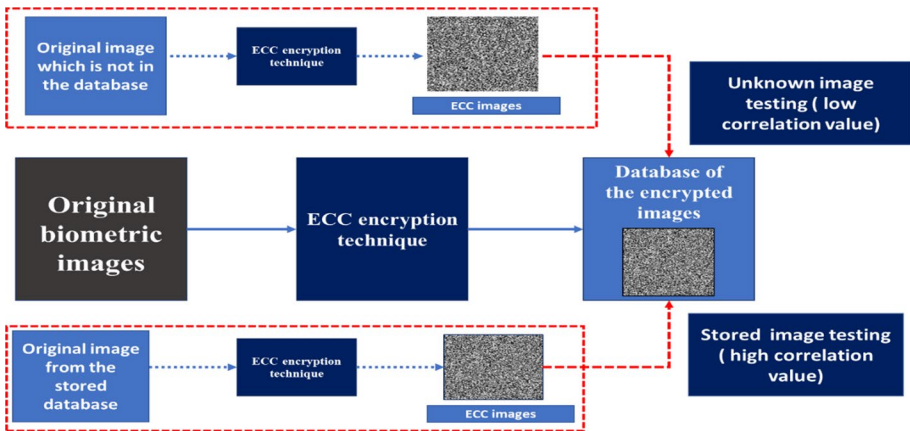 Original image
which is not in
the database
ECC encryption
technique
ECC images
Unknown image
testing ( low
correlation value)
Original
biometric
images
ECC encryption
technique
Database of
the encrypted
images
Original image
from the
stored
database
ECC encryption
technique
ECC images
Stored image testing
( high correlation
value)